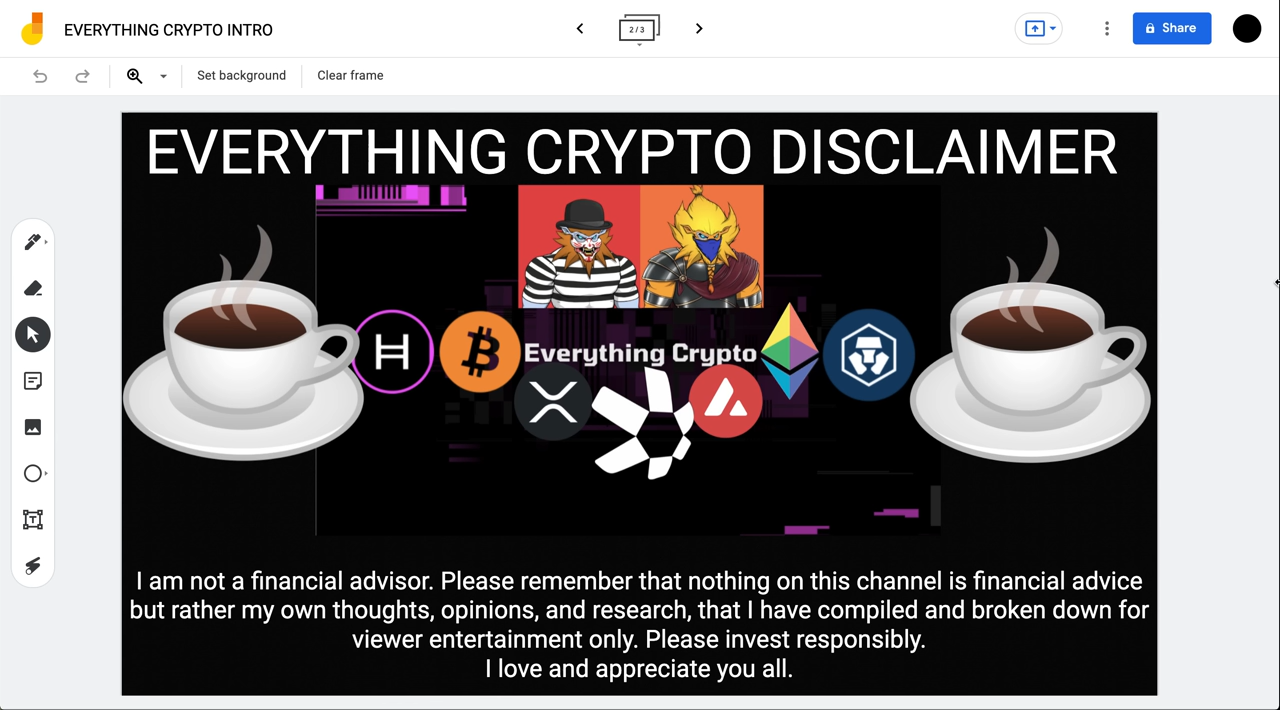 EVERYTHING CRYPTO INTRO
2 / 3
Share
Set background
Clear frame
EVERYTHING CRYPTO DISCLAIMER
Everything Crypto
I am not a financial advisor. Please remember that nothing on this channel is financial advice
but rather my own thoughts, opinions, and research, that I have compiled and broken down for
viewer entertainment only. Please invest responsibly.
I love and appreciate you all.